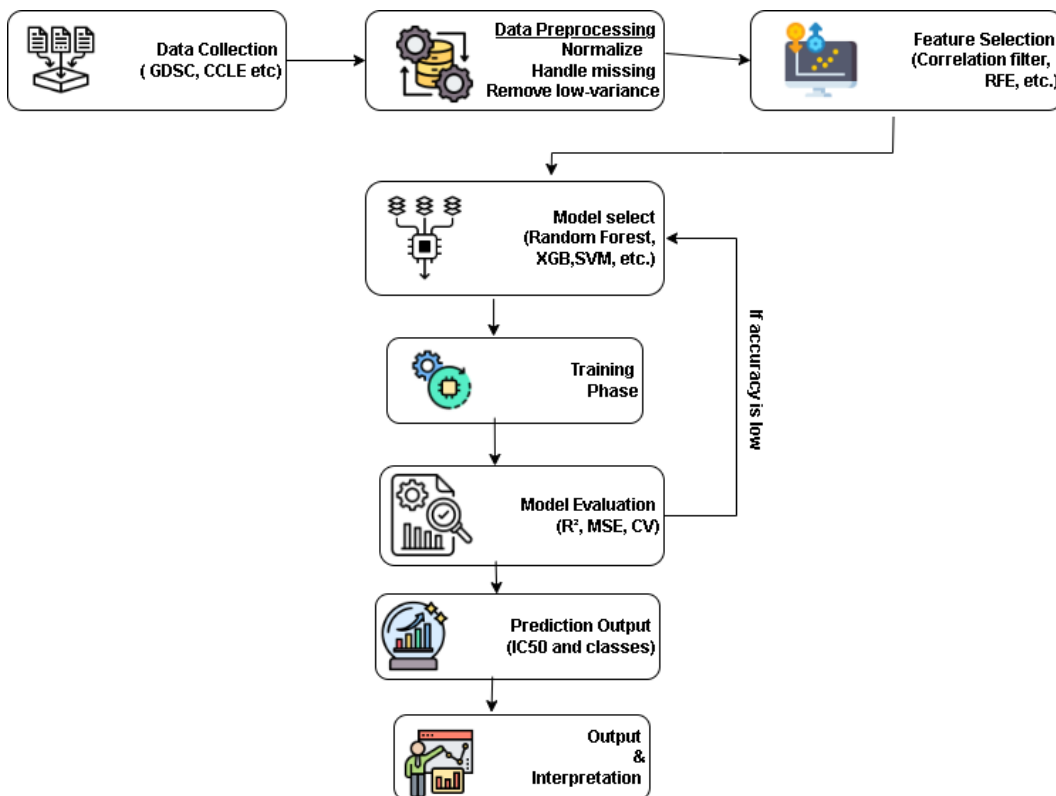 Data Collection
( GDSC, CCLE etc)
Data Preprocessing
Normalize
Handle missing
Remove low-variance
Feature Selection
(Correlation filter,
RFE, etc.)
Model select
(Random Forest,
XGB,SVM, etc.)
If accuracy is low
Training
Phase
Model Evaluation
(R², MSE, CV)
Prediction Output
(IC50 and classes)
Output
&
Interpretation